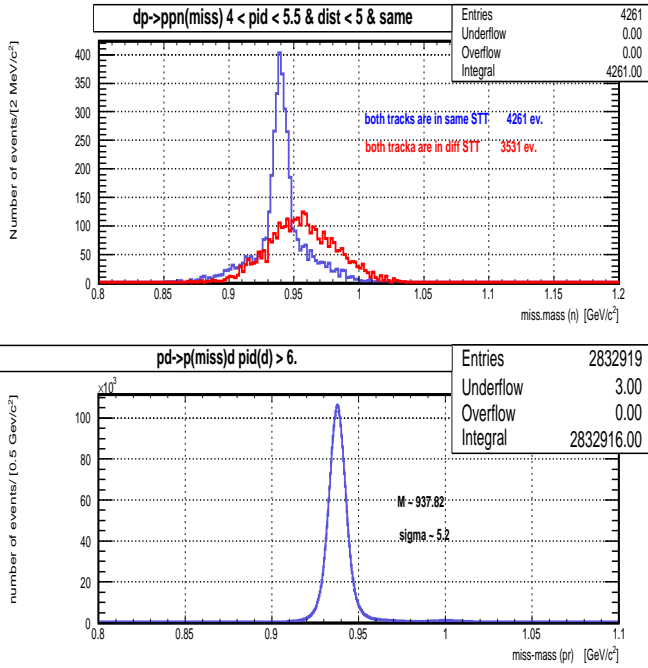 dp->ppn(miss) 4 < pid < 5.5 & dist < 5 & same
Entries 4261
Underflow 0.00
Overflow 0.00
Integral 4261.00
Number of events/[2 MeV/c²]
400
350
300
250
200
150
100
50
0
both tracks are in same STT 4261 ev.
both tracka are in diff STT 3531 ev.
0.8 0.85 0.9 0.95 1 1.05 1.1 1.15 1.2
miss.mass (n) [GeV/c²]
pd->p(miss)d pid(d) > 6.
Entries 2832919
Underflow 3.00
Overflow 0.00
Integral 2832916.00
number of events/ [0.5 Gev/c²]
×10³
100
80
60
40
20
0
M ~ 937.82
sigma ~ 5.2
0.8 0.85 0.9 0.95 1 1.05 1.1
miss-mass (pr) [GeV/c²]